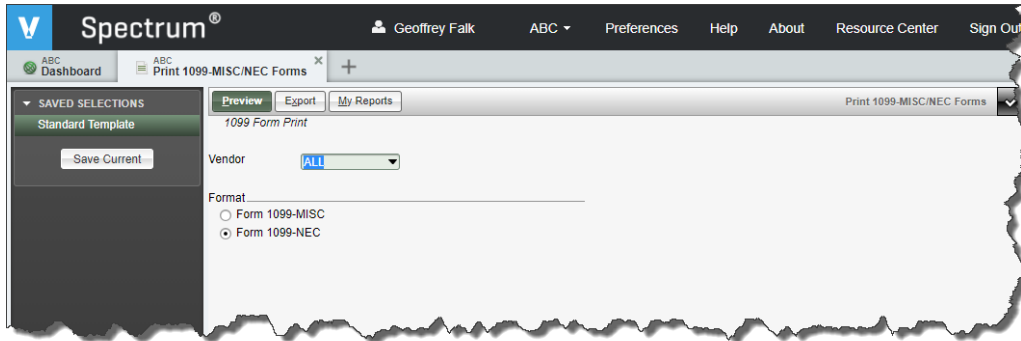 V Spectrum® Geoffrey Falk ABC Preferences Help About Resource Center Sign Out
ABC
Dashboard
ABC
Print 1099-MISC/NEC Forms
SAVED SELECTIONS
Standard Template
Save Current
Preview Export My Reports Print 1099-MISC/NEC Forms
1099 Form Print
Vendor ALL
Format
Form 1099-MISC
Form 1099-NEC